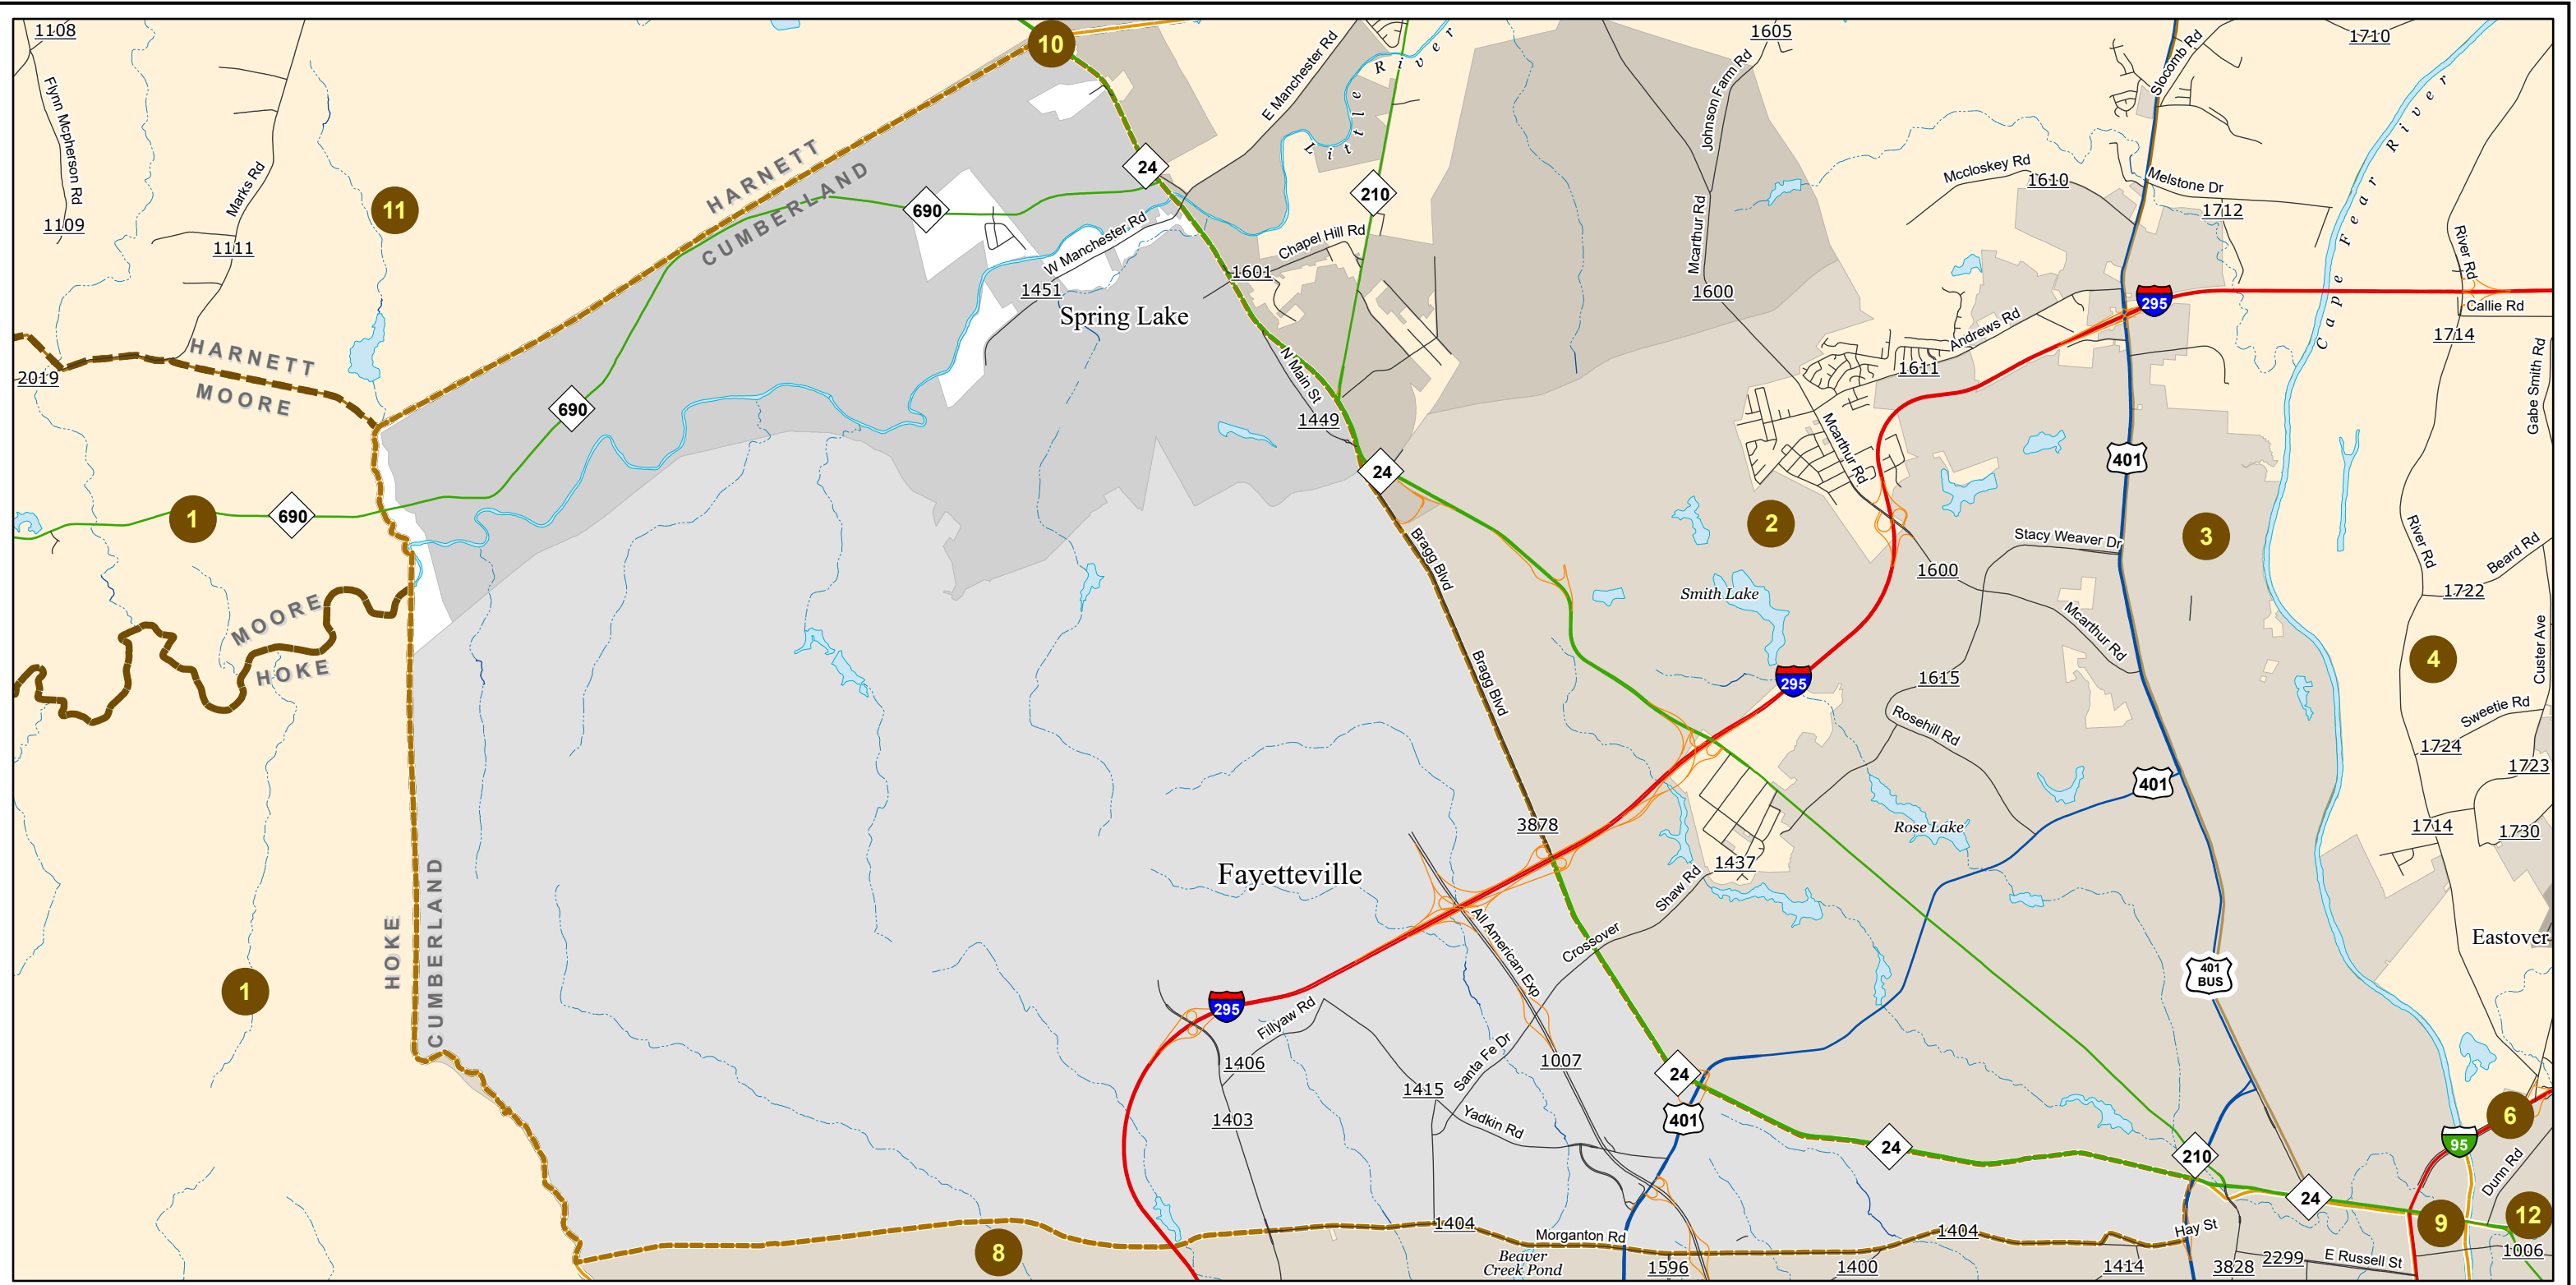 1108
10
1605
1710
Slocomb Rd
E Manchester Rd
River
Little
Johnson Farm Rd
Flynn Mcpherson Rd
Marks Rd
HARNETT
CUMBERLAND
24
690
210
Mccloskey Rd
1610
Melstone Dr
1712
Cape Fear River
11
1109
1111
W Manchester Rd
Chapel Hill Rd
1601
1451
Spring Lake
Mcarthur Rd
1600
River Rd
295
Callie Rd
1714
Andrews Rd
1611
Gabe Smith Rd
HARNETT
MOORE
2019
N Main St
1449
690
Mcarthur Rd
401
24
1
690
2
3
Stacy Weaver Dr
River Rd
Beard Rd
Bragg Blvd
1600
1722
Smith Lake
Mcarthur Rd
MOORE
HOKE
Custer Ave
4
Bragg Blvd
295
1615
Rosehill Rd
Sweetie Rd
1724
1723
401
3878
Rose Lake
1714
1730
1437
Fayetteville
Shaw Rd
Crossover
All American Exp
HOKE
CUMBERLAND
Eastover
401
BUS
1
295
Fillyaw Rd
1406
Santa Fe Dr
1007
1415
24
401
1403
Yadkin Rd
24
210
6
95
Dunn Rd
24
9
12
8
1404
Morganton Rd
1404
Hay St
Beaver
Creek Pond
1596
1400
1414
3828
2299
E Russell St
1006